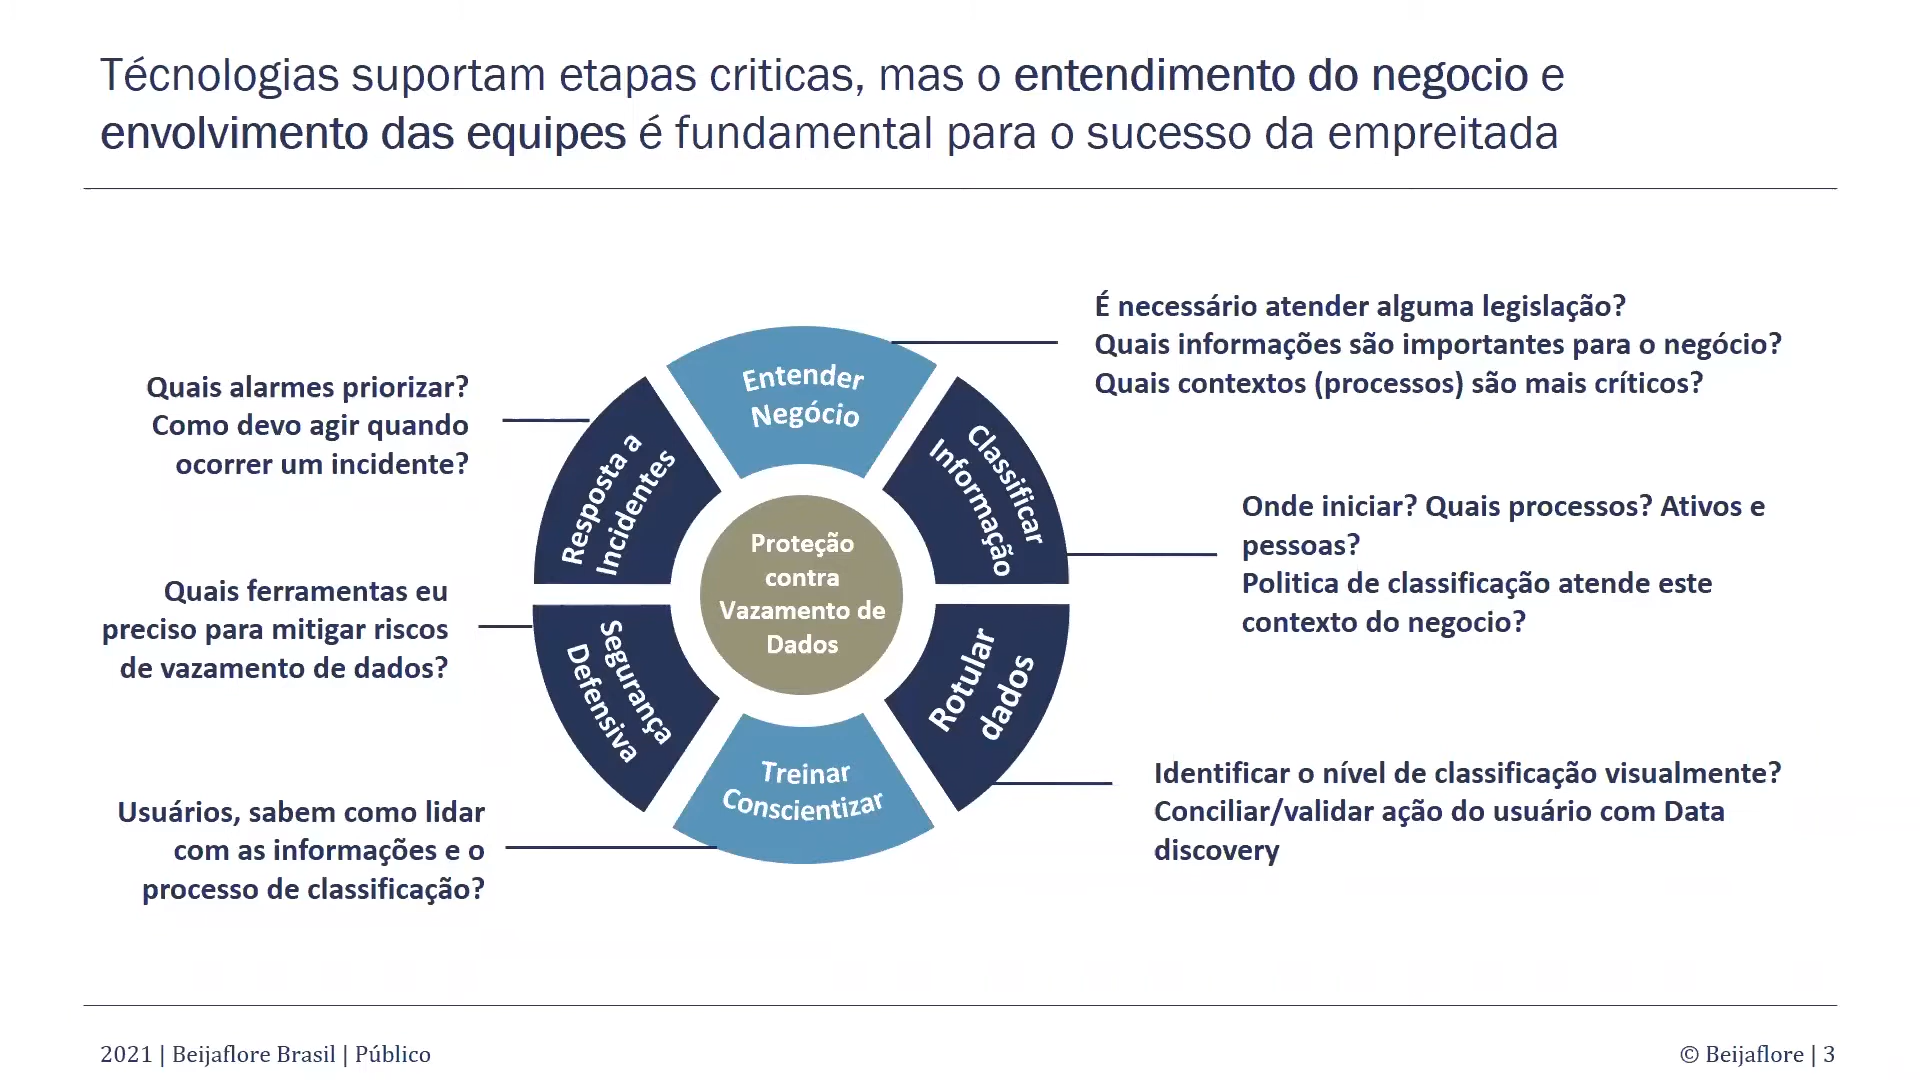 Técnologias suportam etapas criticas, mas o entendimento do negocio e
envolvimento das equipes é fundamental para o sucesso da empreitada
É necessário atender alguma legislação?
Quais informações são importantes para o negócio?
Quais contextos (processos) são mais críticos?
Quais alarmes priorizar?
Como devo agir quando
ocorrer um incidente?
Entender
Negócio
Classificar
Informação
Resposta a
Incidentes
Onde iniciar? Quais processos? Ativos e
pessoas?
Politica de classificação atende este
contexto do negocio?
Proteção
contra
Vazamento de
Dados
Quais ferramentas eu
preciso para mitigar riscos
de vazamento de dados?
Segurança
Defensiva
Rotular
dados
Treinar
Conscientizar
Identificar o nível de classificação visualmente?
Conciliar/validar ação do usuário com Data
discovery
Usuários, sabem como lidar
com as informações e o
processo de classificação?
2021 | Beijaflore Brasil | Público
© Beijaflore | 3